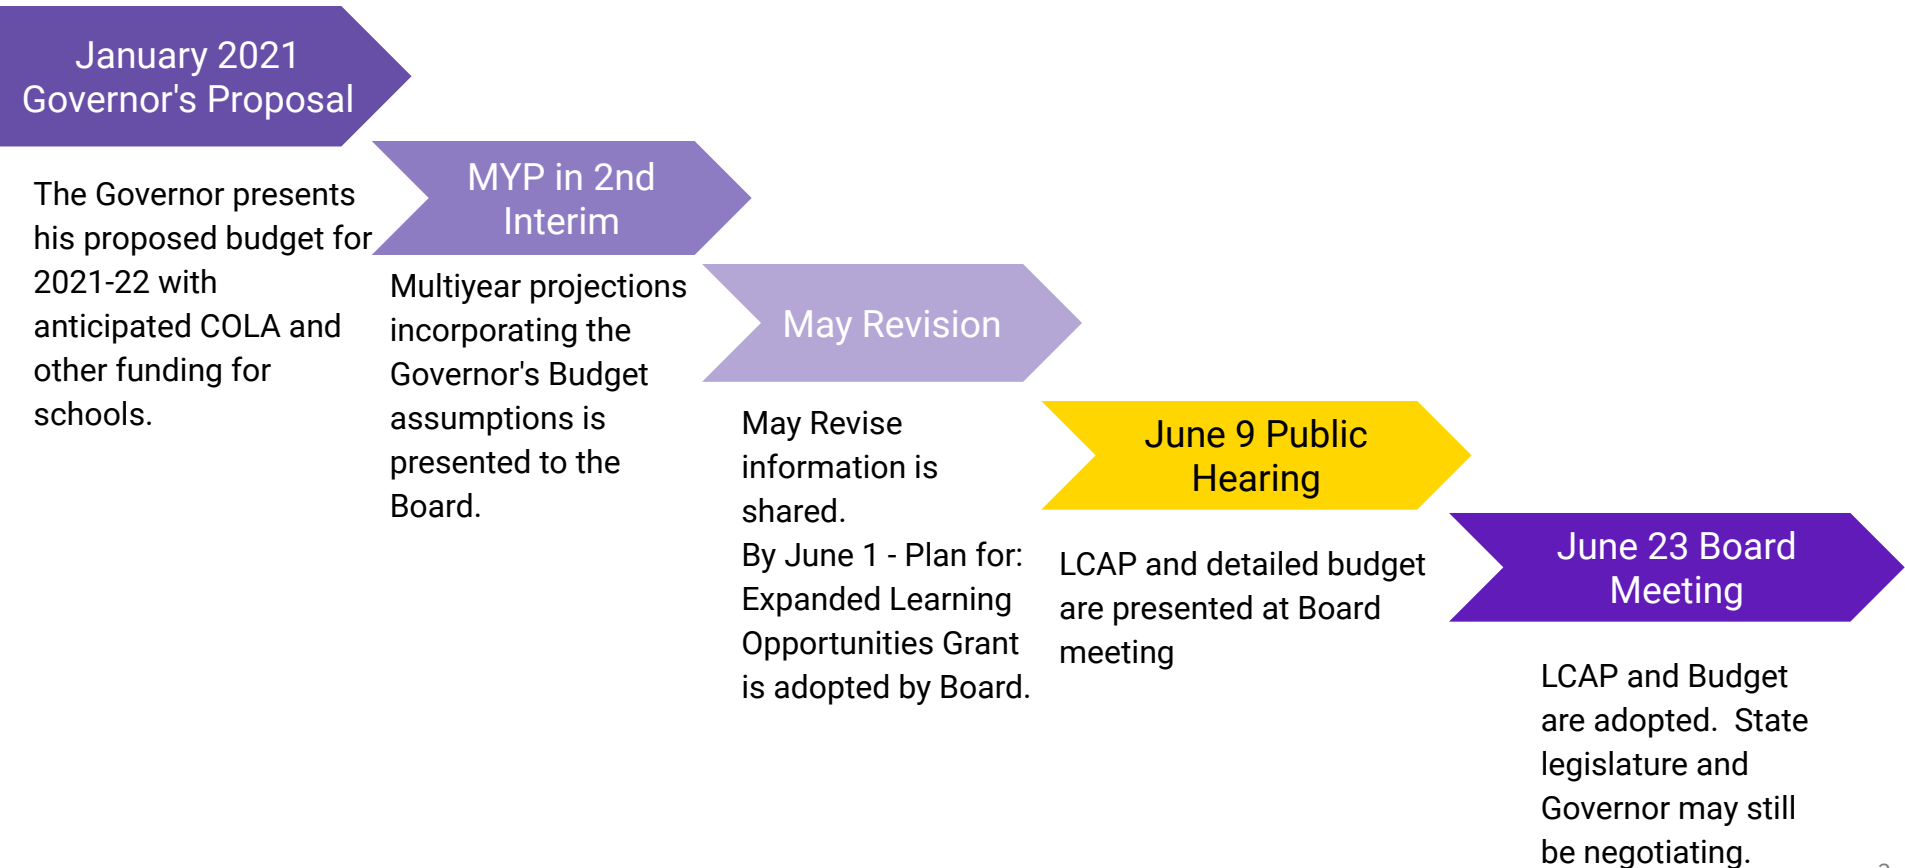 January 2021
Governor's Proposal
The Governor presents
his proposed budget for
2021-22 with
anticipated COLA and
other funding for
schools.
MYP in 2nd
Interim
Multiyear projections
incorporating the
Governor's Budget
assumptions is
presented to the
Board.
May Revision
May Revise
information is
shared.
By June 1 - Plan for:
Expanded Learning
Opportunities Grant
is adopted by Board.
June 9 Public
Hearing
LCAP and detailed budget
are presented at Board
meeting
June 23 Board
Meeting
LCAP and Budget
are adopted.  State
legislature and
Governor may still
be negotiating.